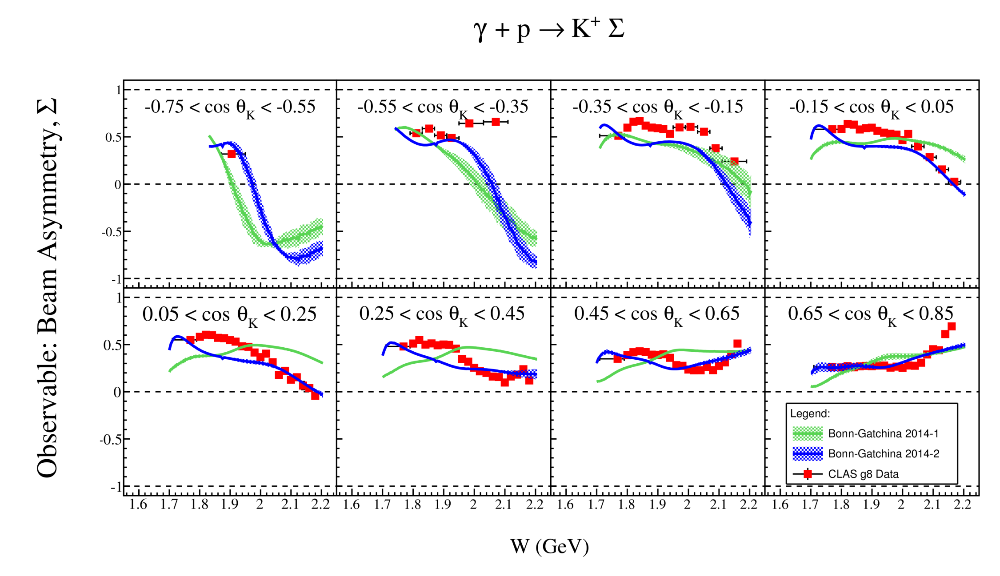 γ + p → K⁺ Σ
Observable: Beam Asymmetry, Σ
-0.75 < cos θ_K < -0.55
-0.55 < cos θ_K < -0.35
-0.35 < cos θ_K < -0.15
-0.15 < cos θ_K < 0.05
1
0.5
0
-0.5
-1
0.05 < cos θ_K < 0.25
0.25 < cos θ_K < 0.45
0.45 < cos θ_K < 0.65
0.65 < cos θ_K < 0.85
1
0.5
0
-0.5
-1
Legend:
Bonn-Gatchina 2014-1
Bonn-Gatchina 2014-2
CLAS g8 Data
1.6 1.7 1.8 1.9 2 2.1 2.2 1.6 1.7 1.8 1.9 2 2.1 2.2 1.6 1.7 1.8 1.9 2 2.1 2.2 1.6 1.7 1.8 1.9 2 2.1 2.2
W (GeV)